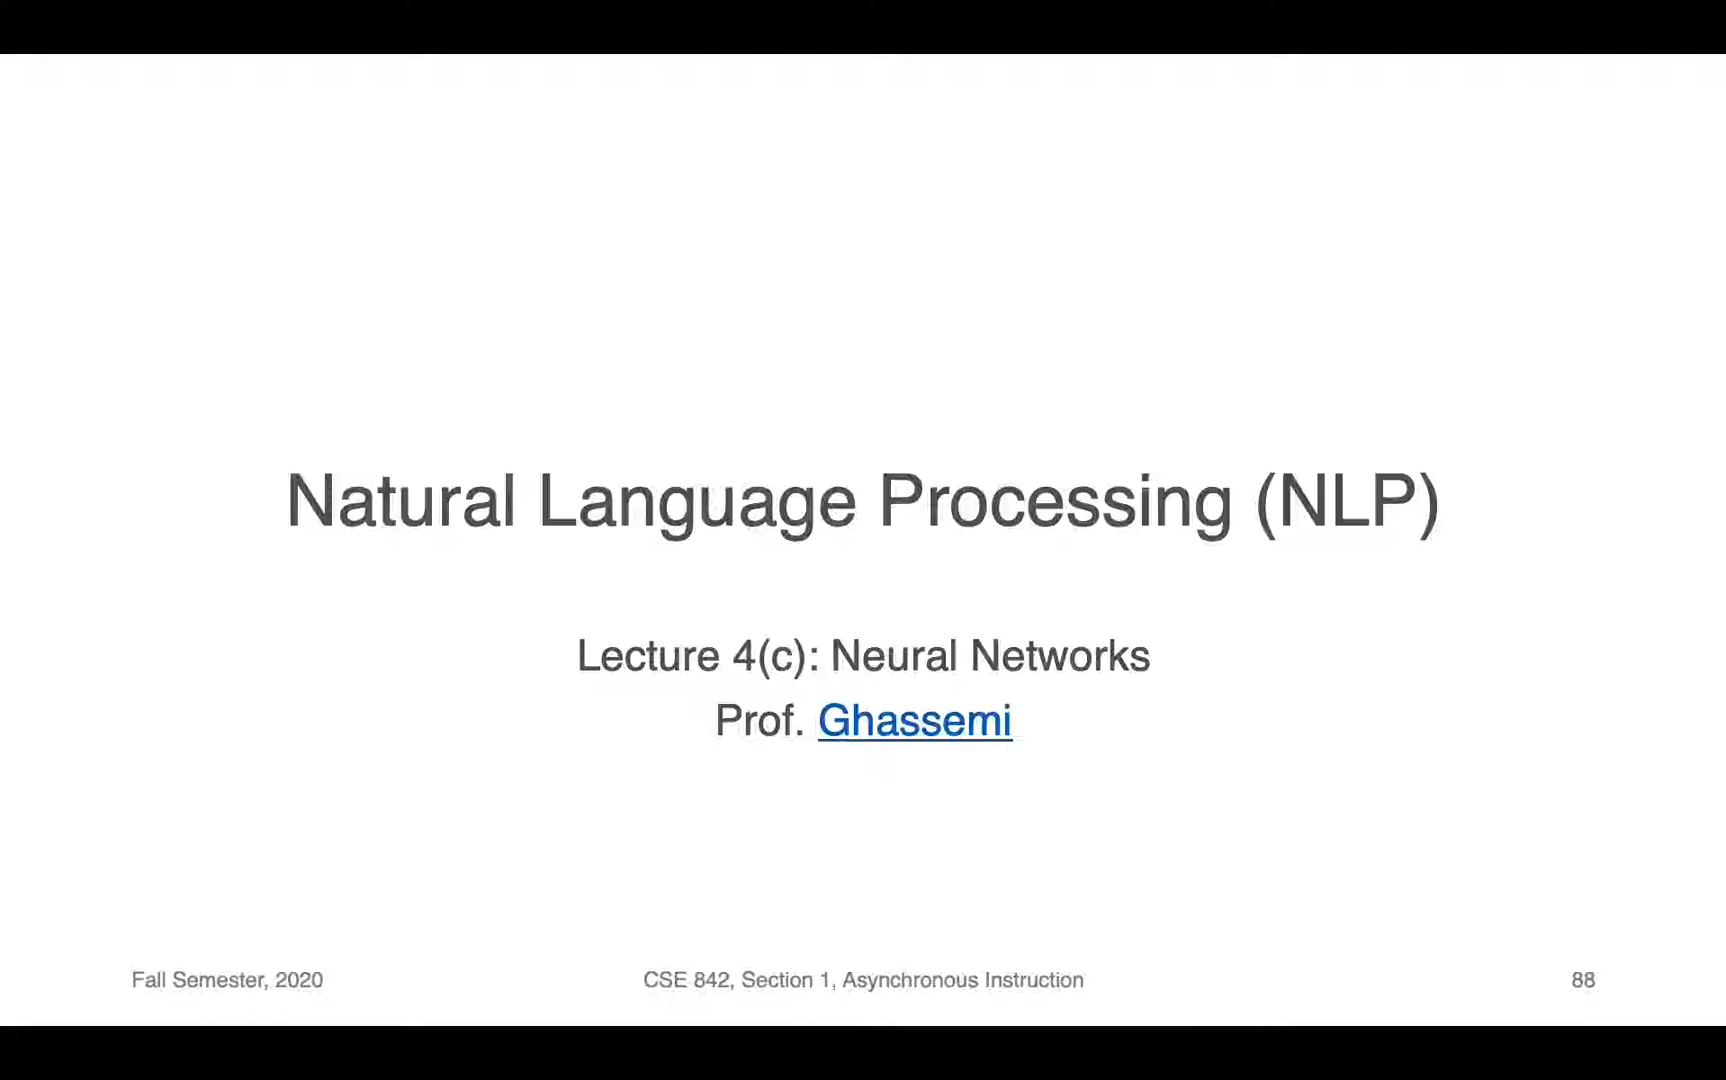 Natural Language Processing (NLP)
Lecture 4(c): Neural Networks
Prof. Ghassemi
Fall Semester, 2020
CSE 842, Section 1, Asynchronous Instruction
88